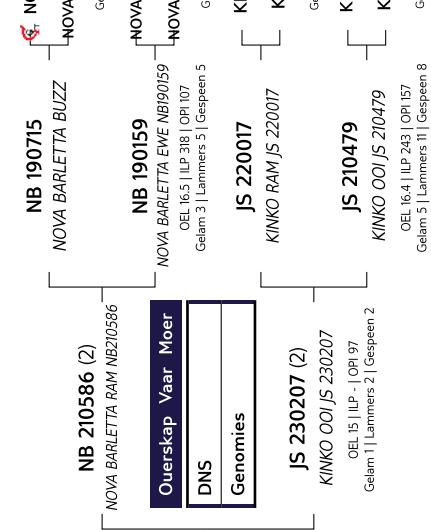 NB 210586 (2)
NOVA BARLETTA RAM NB210586
Ouerskap Vaar Moer
DNS
Genomies
JS 230207 (2)
KINKO OOI JS 230207
OEL 15 | ILP - | OPI 97
Gelam 1 | Lammers 2 | Gespeen 2
NB 190715
NOVA BARLETTA BUZZ
NB 190159
NOVA BARLETTA EWE NB190159
OEL 16.5 | ILP 318 | OPI 107
Gelam 3 | Lammers 5 | Gespeen 5
JS 220017
KINKO RAM JS 220017
JS 210479
KINKO OOI JS 210479
OEL 16.4 | ILP 243 | OPI 157
Gelam 5 | Lammers 11 | Gespeen 8
NOVA
NOVA
NOVA